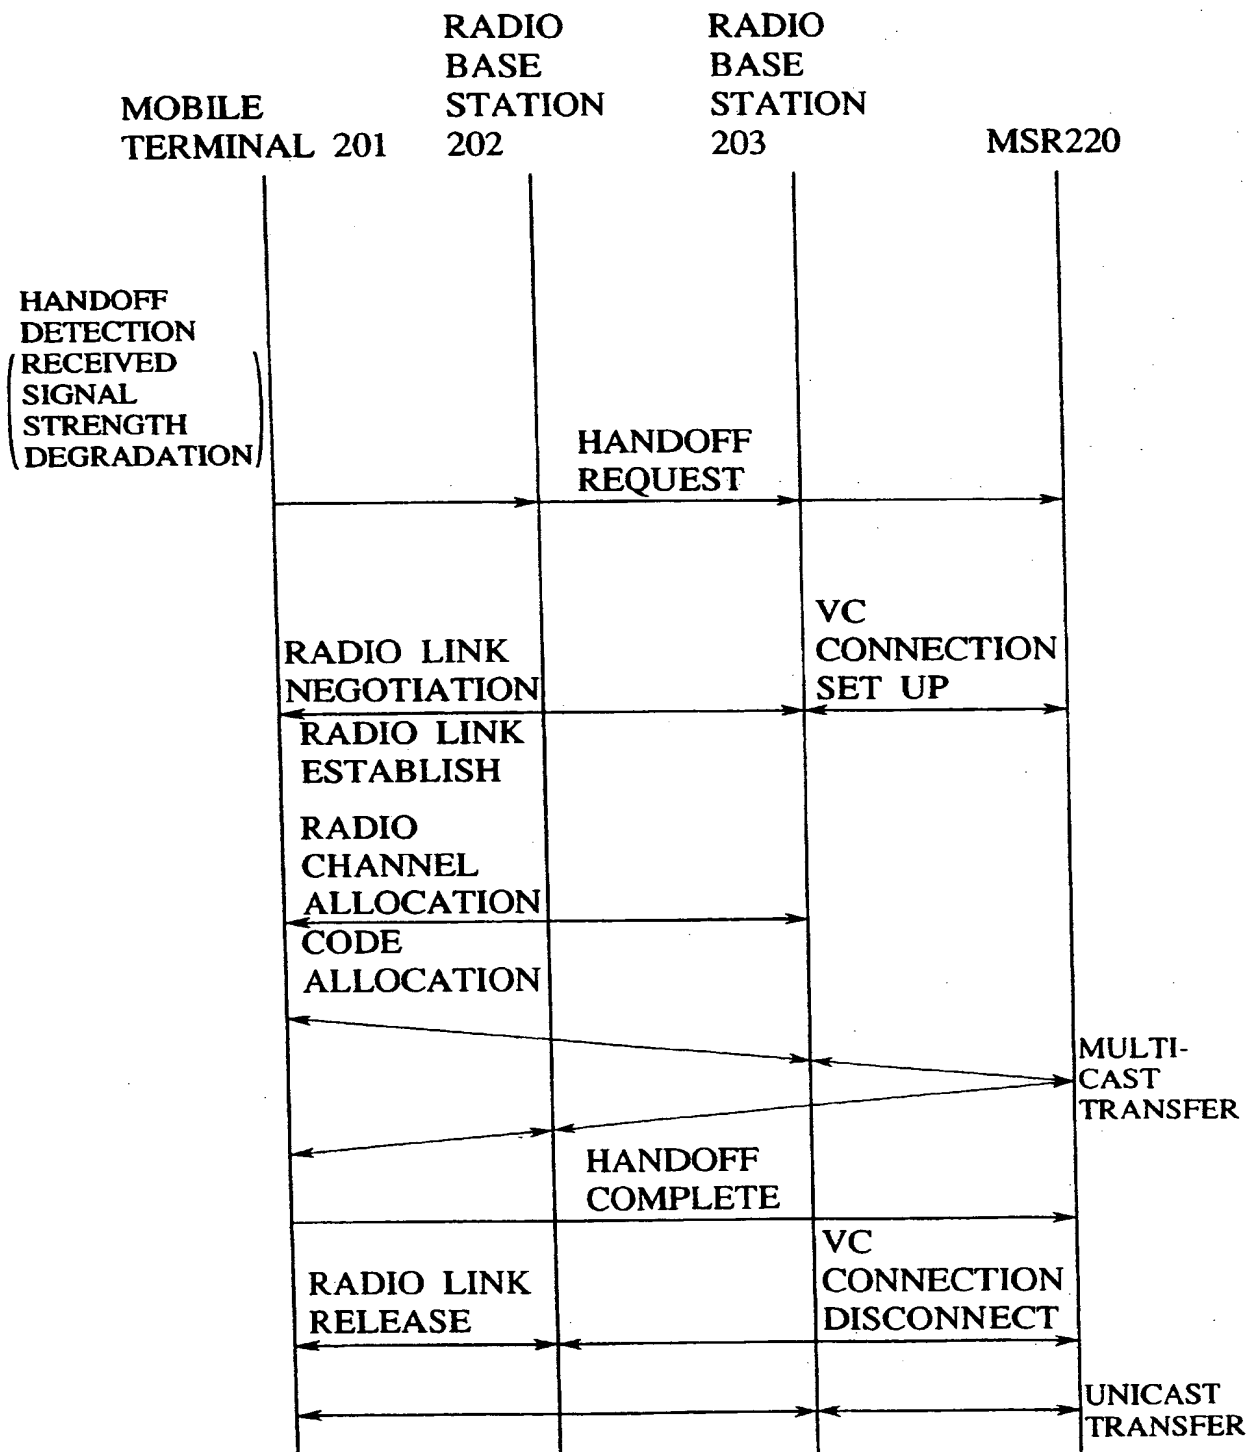 RADIO
BASE
STATION
202
RADIO
BASE
STATION
203
MOBILE
TERMINAL 201
MSR220
HANDOFF
DETECTION
(RECEIVED
SIGNAL
STRENGTH
DEGRADATION)
HANDOFF
REQUEST
VC
CONNECTION
SET UP
RADIO LINK
NEGOTIATION
RADIO LINK
ESTABLISH
RADIO
CHANNEL
ALLOCATION
CODE
ALLOCATION
MULTI-
CAST
TRANSFER
HANDOFF
COMPLETE
VC
CONNECTION
DISCONNECT
RADIO LINK
RELEASE
UNICAST
TRANSFER